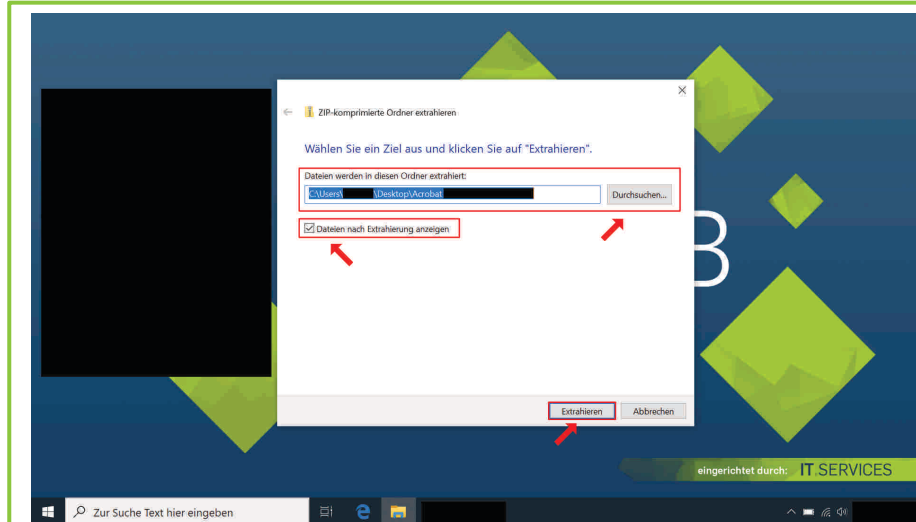 ZIP-komprimierte Ordner extrahieren
Wählen Sie ein Ziel aus und klicken Sie auf "Extrahieren".
Dateien werden in diesen Ordner extrahiert:
C:\Users\ \Desktop\Acrobat
Durchsuchen...
Dateien nach Extrahierung anzeigen
B
Extrahieren
Abbrechen
eingerichtet durch: IT.SERVICES
Zur Suche Text hier eingeben